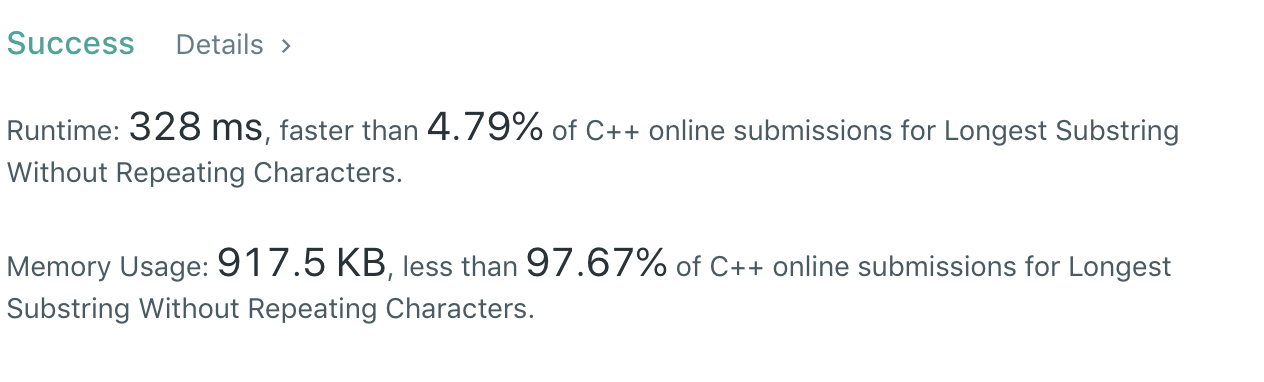 Success Details >
Runtime: 328 ms, faster than 4.79% of C++ online submissions for Longest Substring
Without Repeating Characters.
Memory Usage: 917.5 KB, less than 97.67% of C++ online submissions for Longest
Substring Without Repeating Characters.